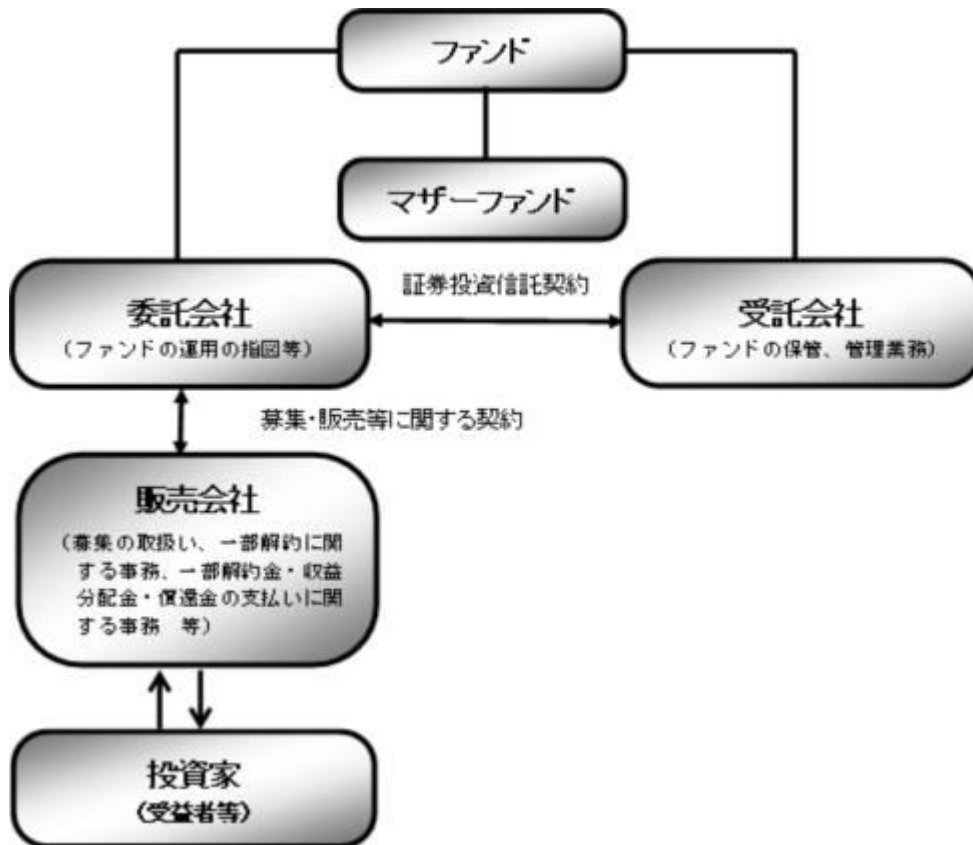 ファンド
マザーファンド
証券投資信託契約
委託会社
(ファンドの運用の指図等)
受託会社
(ファンドの保管、管理業務)
募集・販売等に関する契約
販売会社
(募集の取扱い、一部解約に関
する事務、一部解約金・収益
分配金・償還金の支払いに関
する事務　等)
投資家
(受益者等)